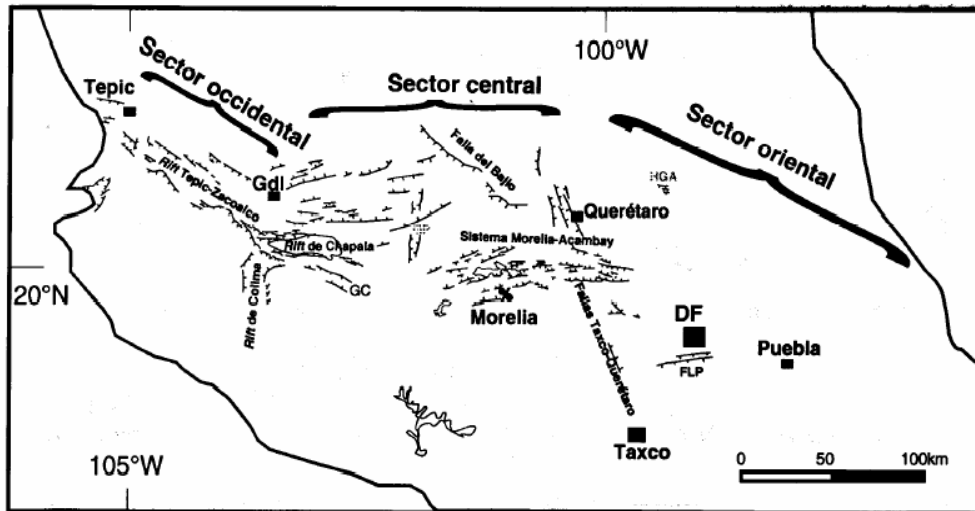 100°W
Sector occidental
Sector central
Tepic
Sector oriental
Falla del Bajío
Rift Tepic-Zacoalco
Gdl
HGA
Querétaro
Sistema Morelia-Acambay
Rift de Chapala
20°N
Rift de Colima
GC
Morelia
Fallas Taxco-Querétaro
DF
Puebla
FLP
Taxco
105°W
0 50 100km